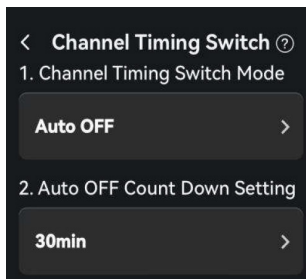 Channel Timing Switch
1. Channel Timing Switch Mode
Auto OFF
2. Auto OFF Count Down Setting
30min